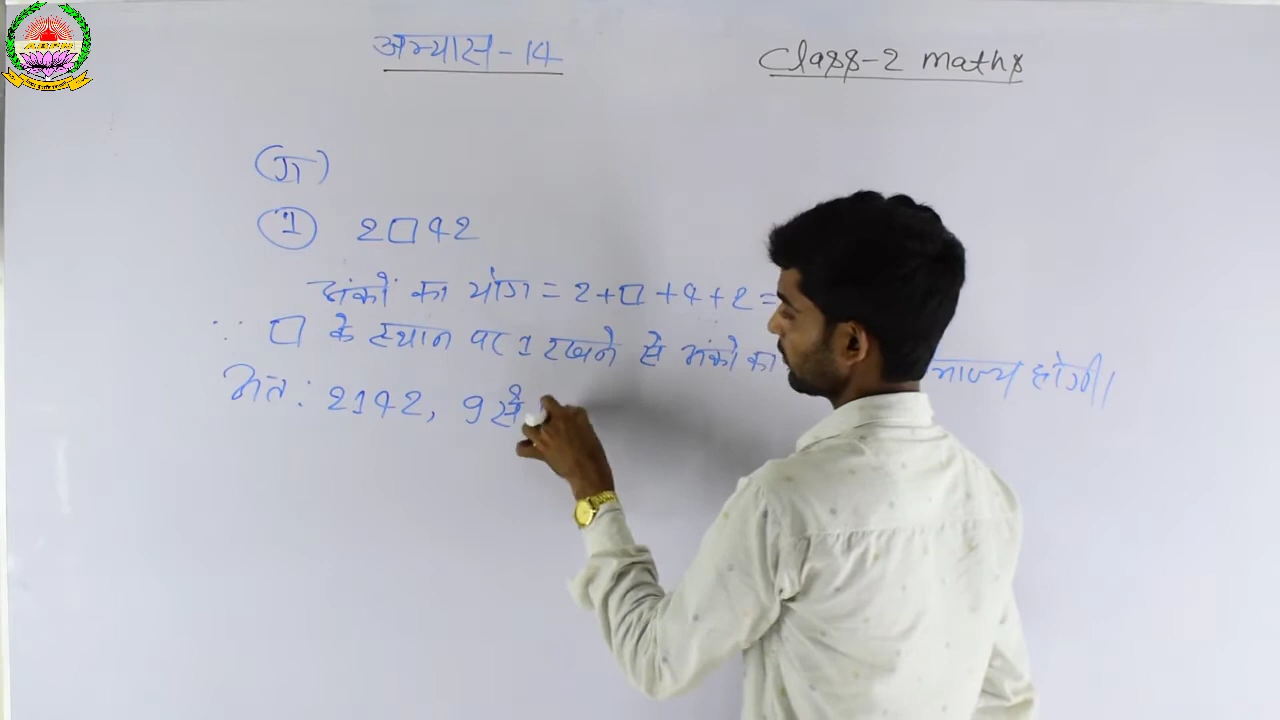 अभ्यास - 14
Class-2 Maths
(ग)
1 2□42
अंकों का योग = 2+□+4+2=
∵ □ के स्थान पर 1 रखने से अंको का भाज्य होगी।
अतः 2142, 9 से